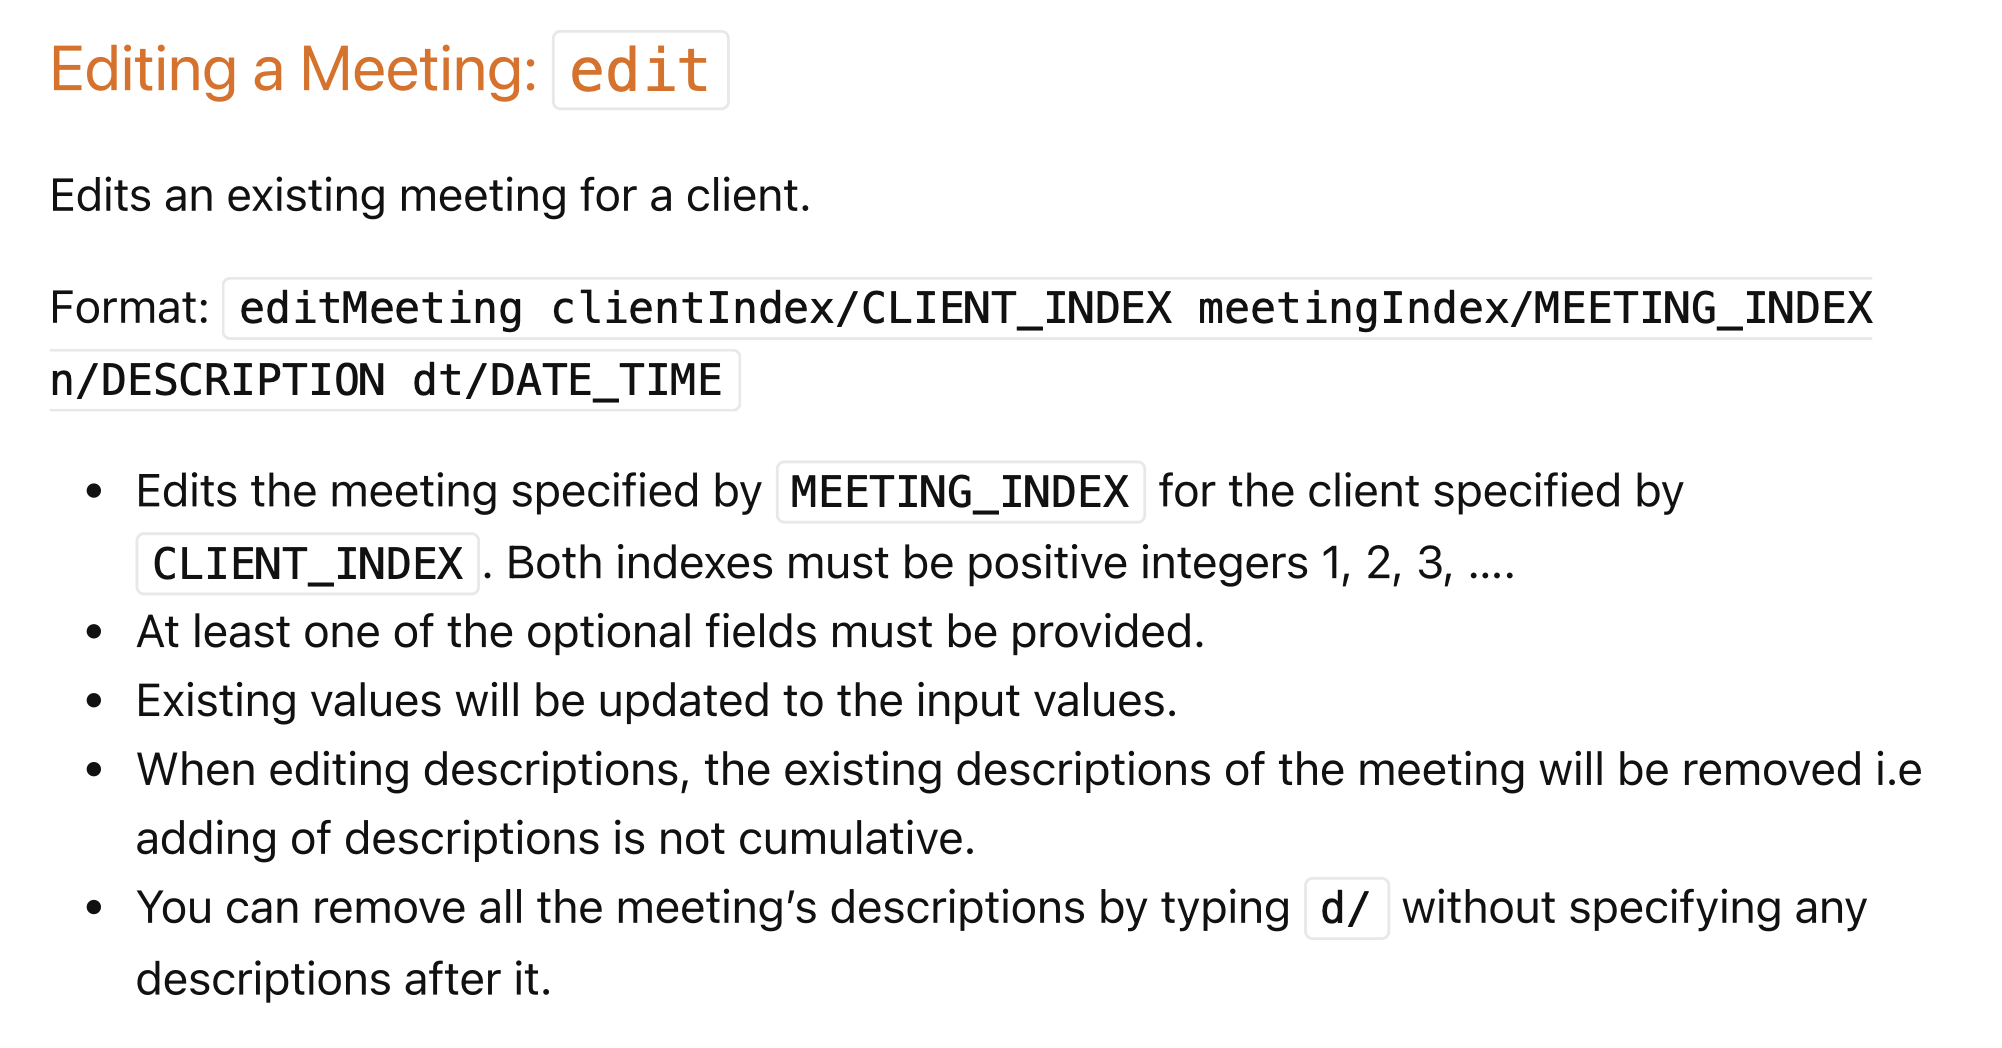 Editing a Meeting: edit
Edits an existing meeting for a client.
Format: editMeeting clientIndex/CLIENT_INDEX meetingIndex/MEETING_INDEX
n/DESCRIPTION dt/DATE_TIME
• Edits the meeting specified by MEETING_INDEX for the client specified by
CLIENT_INDEX. Both indexes must be positive integers 1, 2, 3, ….
• At least one of the optional fields must be provided.
• Existing values will be updated to the input values.
• When editing descriptions, the existing descriptions of the meeting will be removed i.e
adding of descriptions is not cumulative.
• You can remove all the meeting’s descriptions by typing d/ without specifying any
descriptions after it.